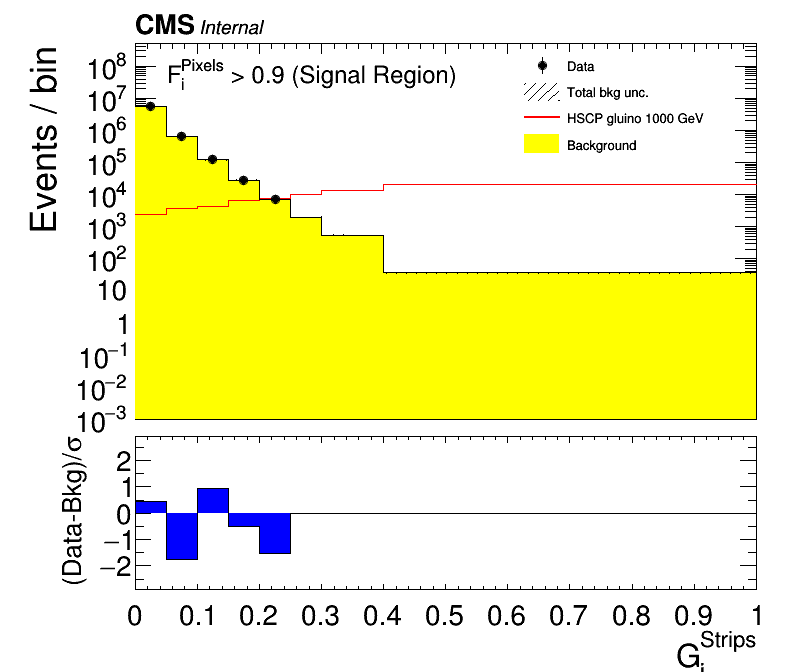 CMS Internal
Events / bin
F_i^Pixels > 0.9 (Signal Region)
Data
Total bkg unc.
HSCP gluino 1000 GeV
Background
10^8
10^7
10^6
10^5
10^4
10^3
10^2
10
1
10^−1
10^−2
10^−3
(Data-Bkg)/σ
2
1
0
−1
−2
0 0.1 0.2 0.3 0.4 0.5 0.6 0.7 0.8 0.9 1
G_i^Strips